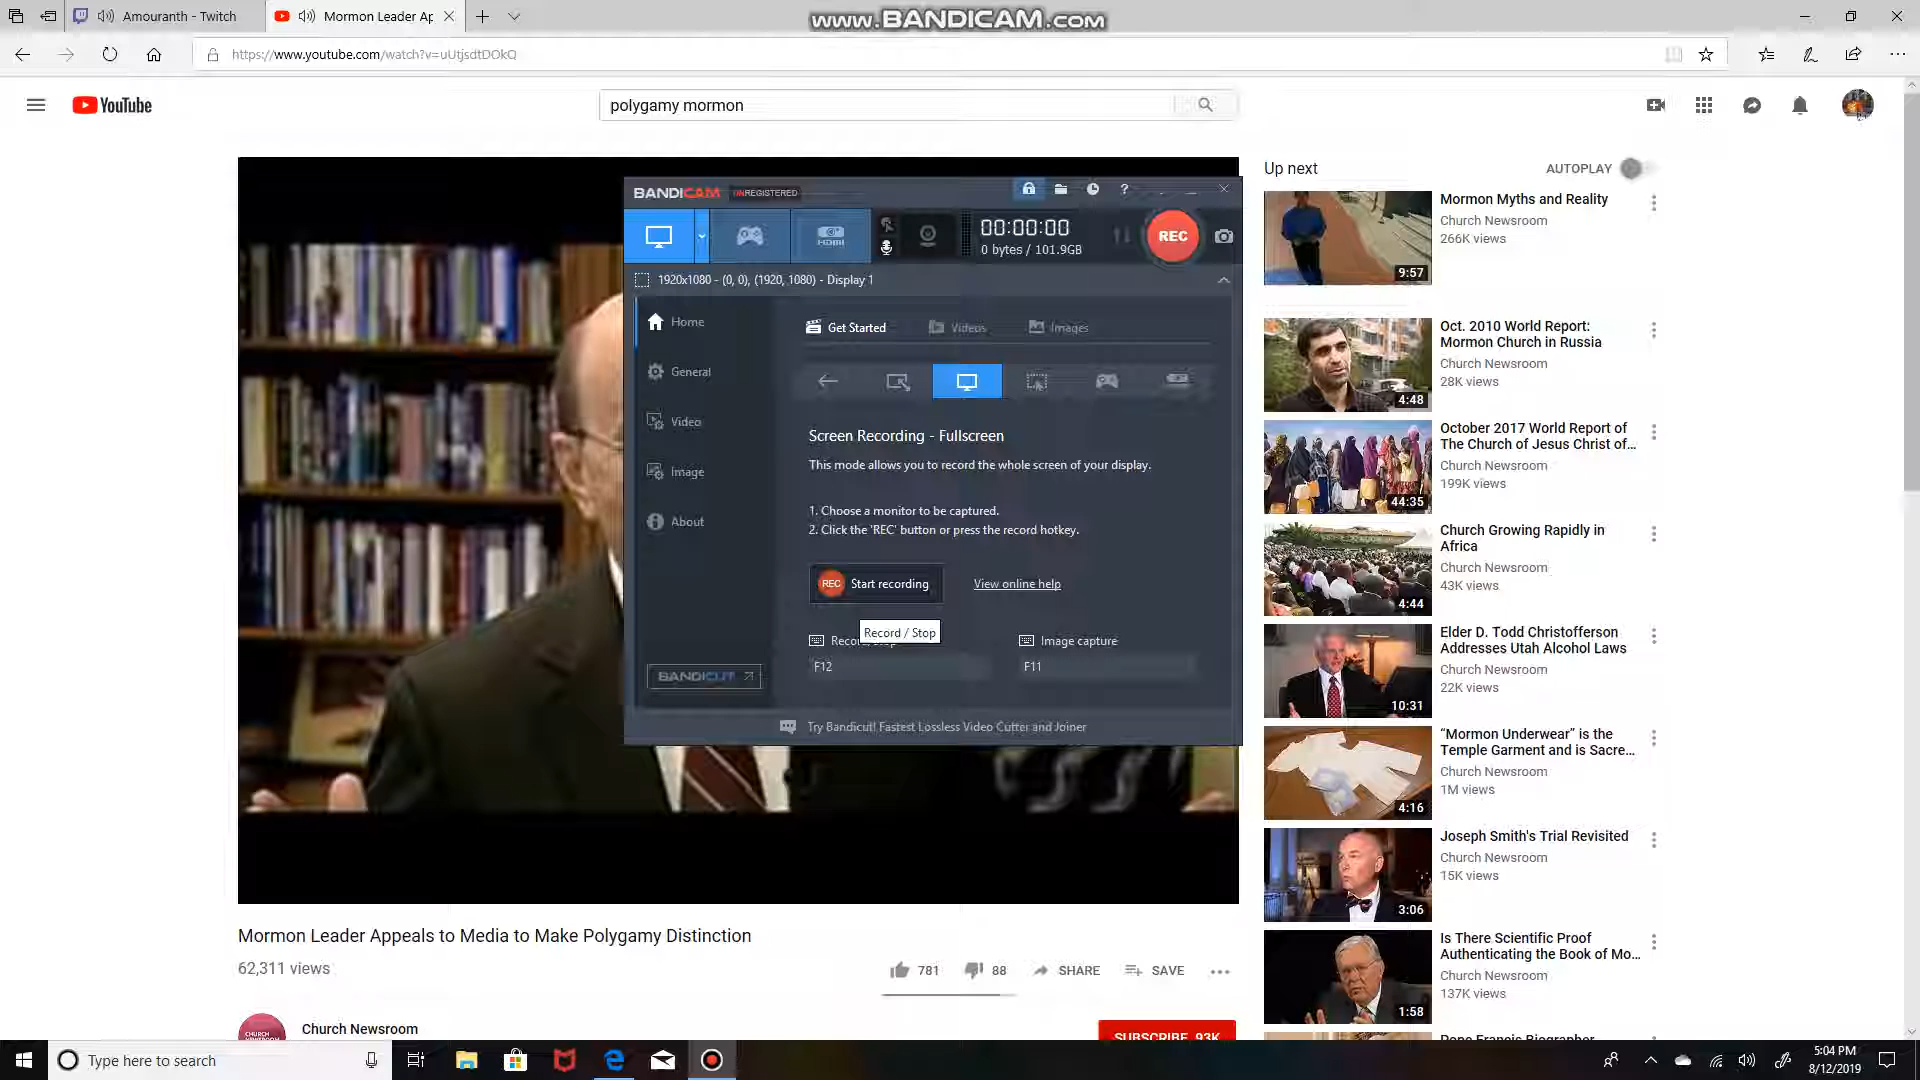 Amouranth - Twitch
Mormon Leader Ap
www.BANDICAM.com
https://www.youtube.com/watch?v=uUtjsdtDOkQ
YouTube
polygamy mormon
BANDICAM UNREGISTERED
HDMI
00:00:00
0 bytes / 101.9GB
REC
1920x1080 - (0, 0), (1920, 1080) - Display 1
Home
General
Video
Image
About
BANDICUT
Get Started
Videos
Images
Screen Recording - Fullscreen
This mode allows you to record the whole screen of your display.
1. Choose a monitor to be captured.
2. Click the 'REC' button or press the record hotkey.
REC Start recording
View online help
Record / Stop
Image capture
F12
F11
Try Bandicut! Fastest Lossless Video Cutter and Joiner
Mormon Leader Appeals to Media to Make Polygamy Distinction
62,311 views
781
88
SHARE
SAVE
CHURCH
NEWSROOM
Church Newsroom
SUBSCRIBE 93K
Up next
AUTOPLAY
Mormon Myths and Reality
Church Newsroom
266K views
9:57
Oct. 2010 World Report:
Mormon Church in Russia
Church Newsroom
28K views
4:48
October 2017 World Report of
The Church of Jesus Christ of...
Church Newsroom
199K views
44:35
Church Growing Rapidly in
Africa
Church Newsroom
43K views
4:44
Elder D. Todd Christofferson
Addresses Utah Alcohol Laws
Church Newsroom
22K views
10:31
“Mormon Underwear” is the
Temple Garment and is Sacre...
Church Newsroom
1M views
4:16
Joseph Smith's Trial Revisited
Church Newsroom
15K views
3:06
Is There Scientific Proof
Authenticating the Book of Mo...
Church Newsroom
137K views
1:58
Pope Francis Biographer
Type here to search
5:04 PM
8/12/2019